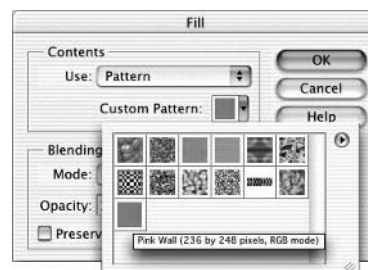 Fill
Contents
OK
Use: Pattern
Cancel
Custom Pattern:
Help
Blending
Mode:
Opacity:
Preserv
Pink Wall (236 by 248 pixels, RGB mode)